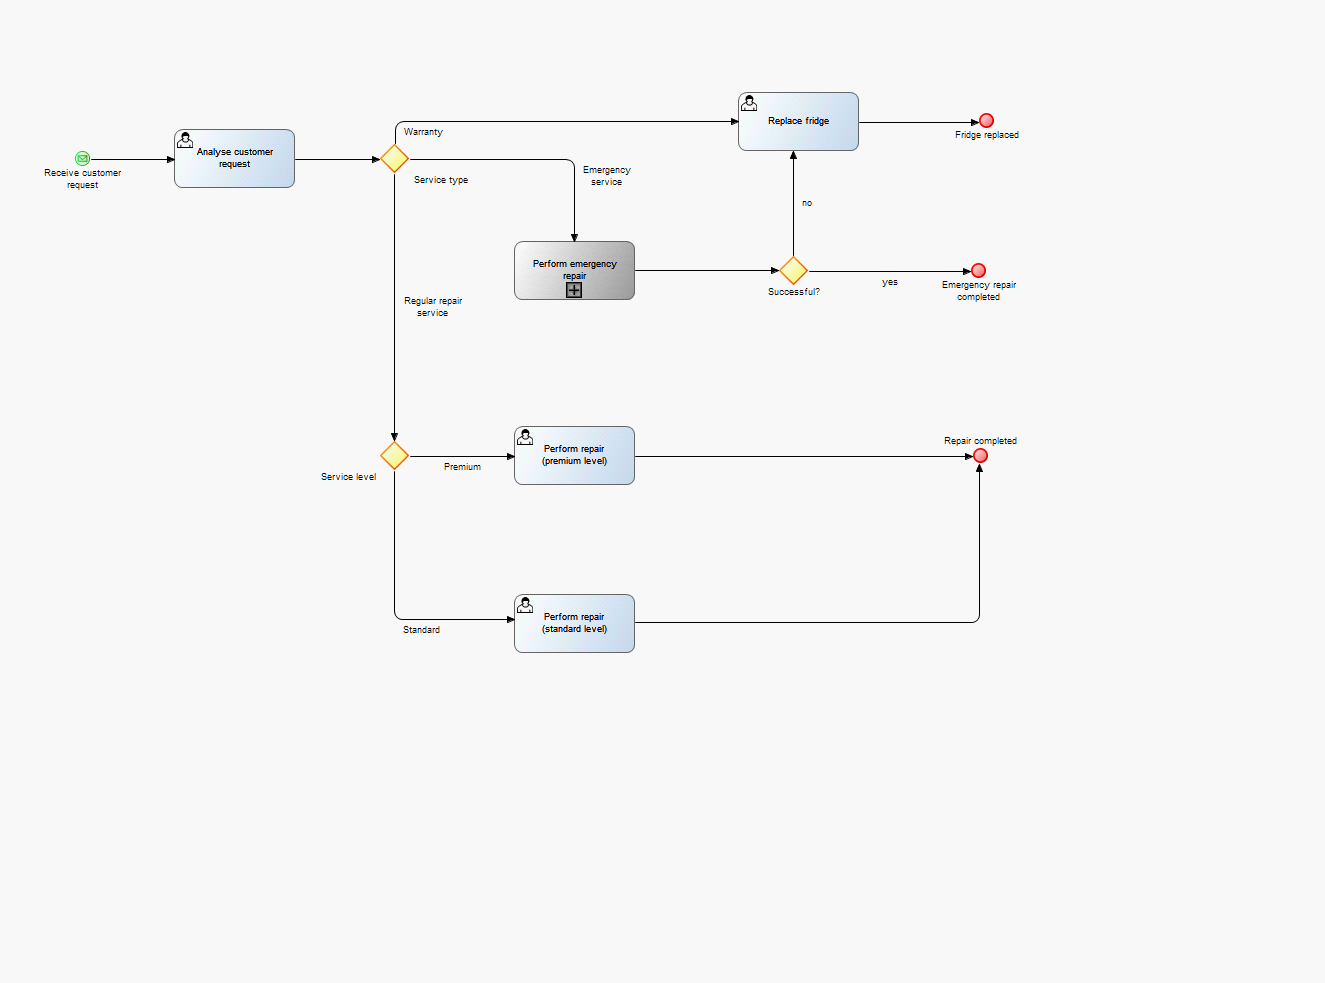 Replace fridge
Warranty
Fridge replaced
Analyse customer
request
Receive customer
request
Service type
Emergency
service
no
Perform emergency
repair
Successful?
yes
Emergency repair
completed
Regular repair
service
Repair completed
Perform repair
(premium level)
Premium
Service level
Perform repair
(standard level)
Standard